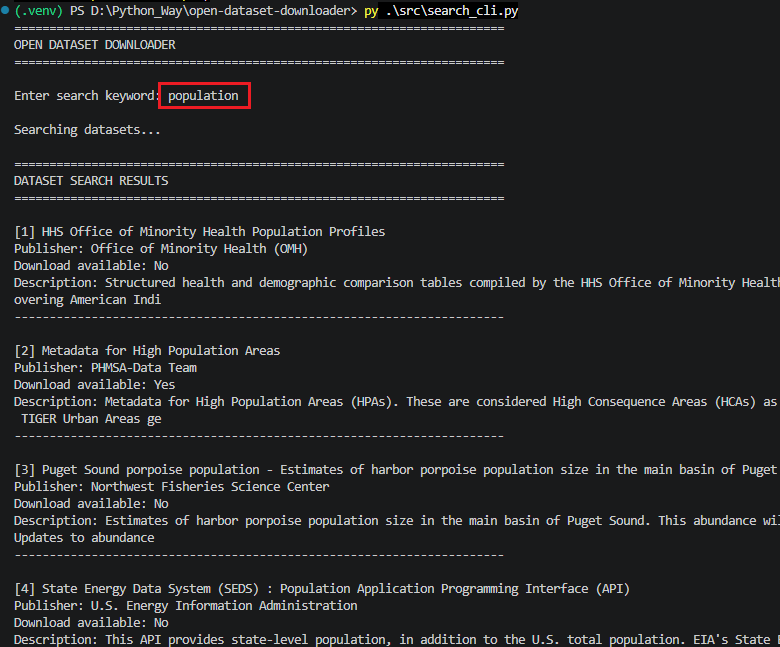 (.venv) PS D:\Python_Way\open-dataset-downloader> py .\src\search_cli.py
======================================================================
OPEN DATASET DOWNLOADER
======================================================================
Enter search keyword: population
Searching datasets...
======================================================================
DATASET SEARCH RESULTS
======================================================================
[1] HHS Office of Minority Health Population Profiles
Publisher: Office of Minority Health (OMH)
Download available: No
Description: Structured health and demographic comparison tables compiled by the HHS Office of Minority Health
overing American Indi
----------------------------------------------------------------------
[2] Metadata for High Population Areas
Publisher: PHMSA-Data Team
Download available: Yes
Description: Metadata for High Population Areas (HPAs). These are considered High Consequence Areas (HCAs) as
TIGER Urban Areas ge
----------------------------------------------------------------------
[3] Puget Sound porpoise population - Estimates of harbor porpoise population size in the main basin of Puget
Publisher: Northwest Fisheries Science Center
Download available: No
Description: Estimates of harbor porpoise population size in the main basin of Puget Sound. This abundance wil
Updates to abundance
----------------------------------------------------------------------
[4] State Energy Data System (SEDS) : Population Application Programming Interface (API)
Publisher: U.S. Energy Information Administration
Download available: No
Description: This API provides state-level population, in addition to the U.S. total population. EIA's State